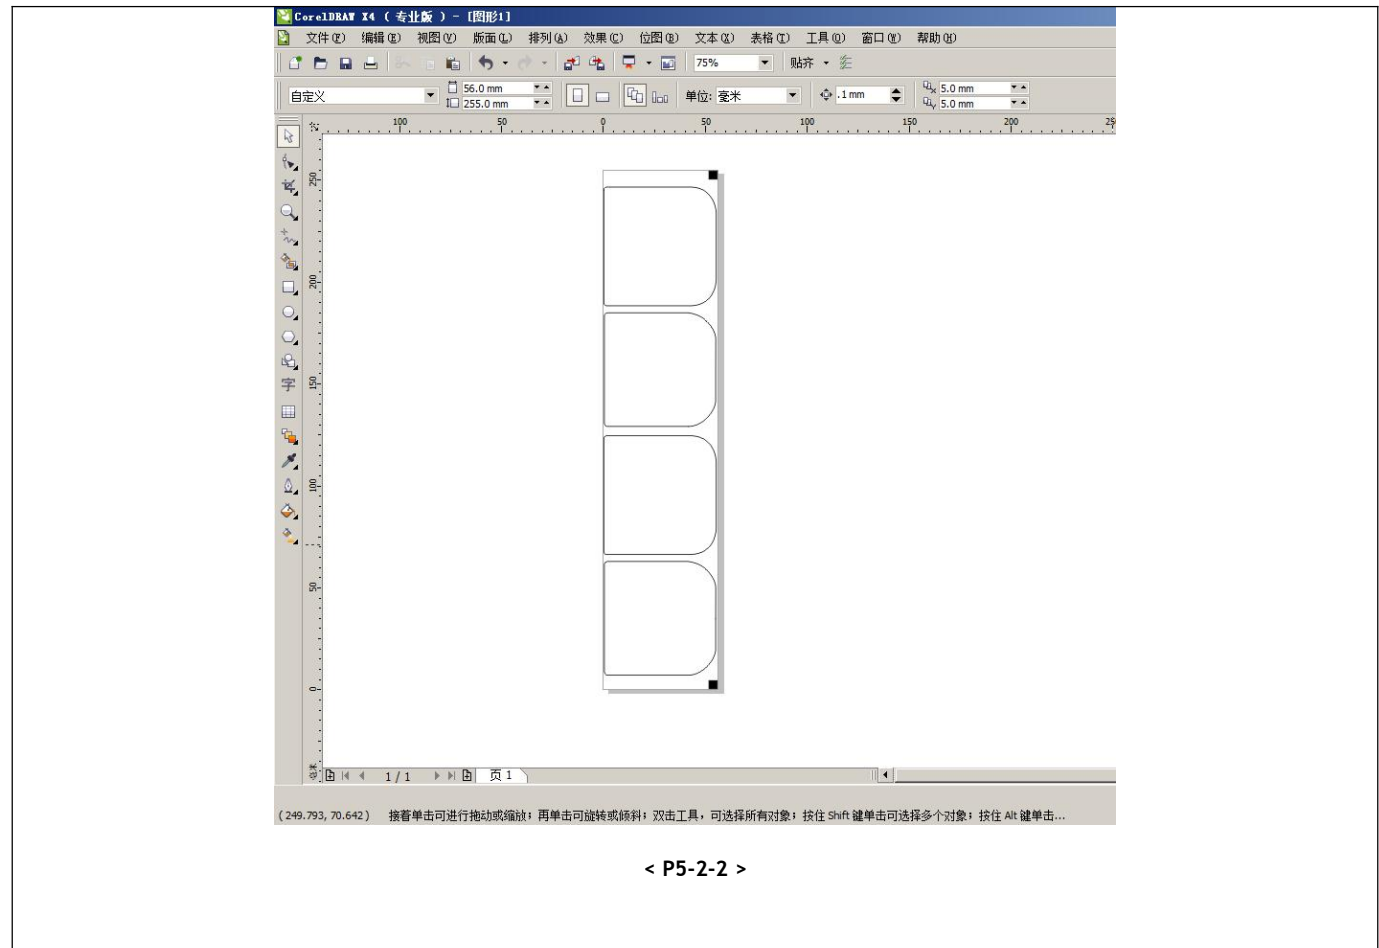 CorelDRAW X4 ( 专业版 ) - [图形1]
文件(F) 编辑(E) 视图(V) 版面(L) 排列(A) 效果(C) 位图(B) 文本(X) 表格(T) 工具(O) 窗口(W) 帮助(H)
75% 贴齐
自定义 56.0 mm 255.0 mm 单位: 毫米 .1 mm 5.0 mm 5.0 mm
100 50 0 50 100 150 200 25
250
200
150
100
50
0
字
毫米
1 / 1 页 1
( 249.793, 70.642 ) 接着单击可进行拖动或缩放；再单击可旋转或倾斜；双击工具，可选择所有对象；按住 Shift 键单击可选择多个对象；按住 Alt 键单击...
< P5-2-2 >